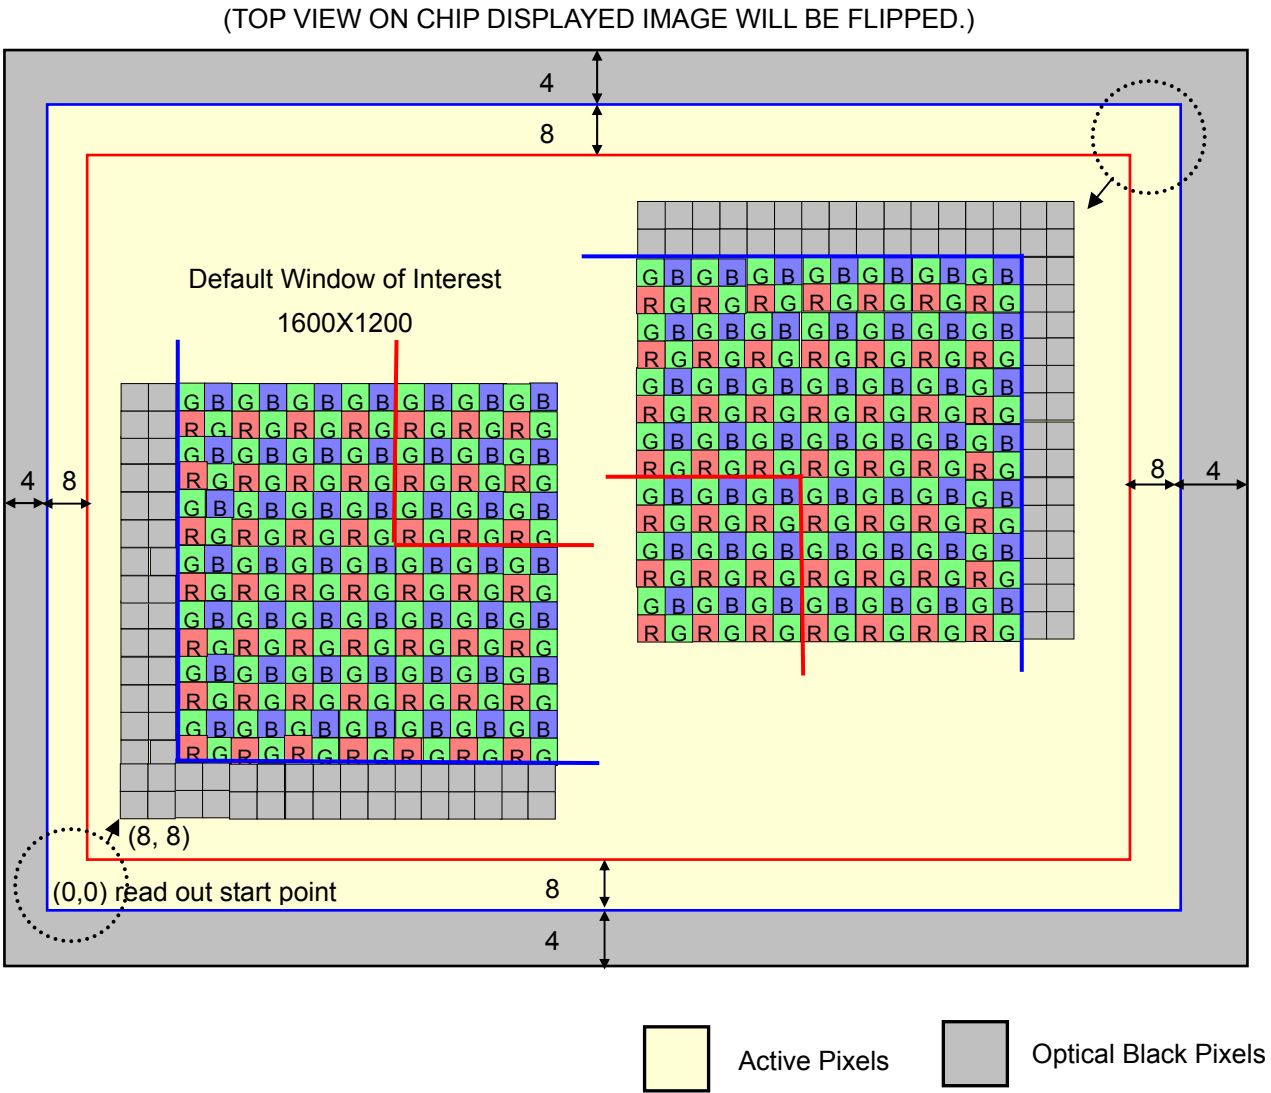 (TOP VIEW ON CHIP DISPLAYED IMAGE WILL BE FLIPPED.)
4
8
Default Window of Interest
1600X1200
G B G B G B G B G B G B G B
R G R G R G R G R G R G R G
G B G B G B G B G B G B G B
R G R G R G R G R G R G R G
G B G B G B G B G B G B G B
R G R G R G R G R G R G R G
G B G B G B G B G B G B G B
R G R G R G R G R G R G R G
G B G B G B G B G B G B G B
R G R G R G R G R G R G R G
G B G B G B G B G B G B G B
R G R G R G R G R G R G R G
G B G B G B G B G B G B G B
R G R G R G R G R G R G R G
4 8
G B G B G B G B G B G B G B
R G R G R G R G R G R G R G
G B G B G B G B G B G B G B
R G R G R G R G R G R G R G
G B G B G B G B G B G B G B
R G R G R G R G R G R G R G
G B G B G B G B G B G B G B
R G R G R G R G R G R G R G
G B G B G B G B G B G B G B
R G R G R G R G R G R G R G
G B G B G B G B G B G B G B
R G R G R G R G R G R G R G
G B G B G B G B G B G B G B
R G R G R G R G R G R G R G
8 4
(8, 8)
(0,0) read out start point
8
4
Active Pixels
Optical Black Pixels